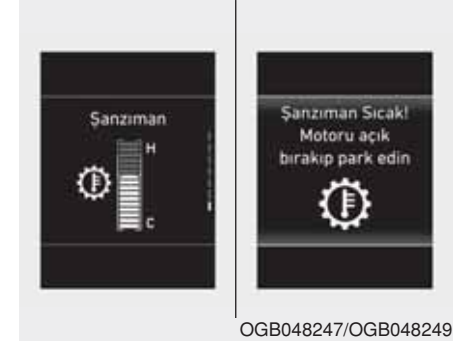 Şanzıman
H
C
Şanzıman Sıcak!
Motoru açık
bırakıp park edin
OGB048247/OGB048249